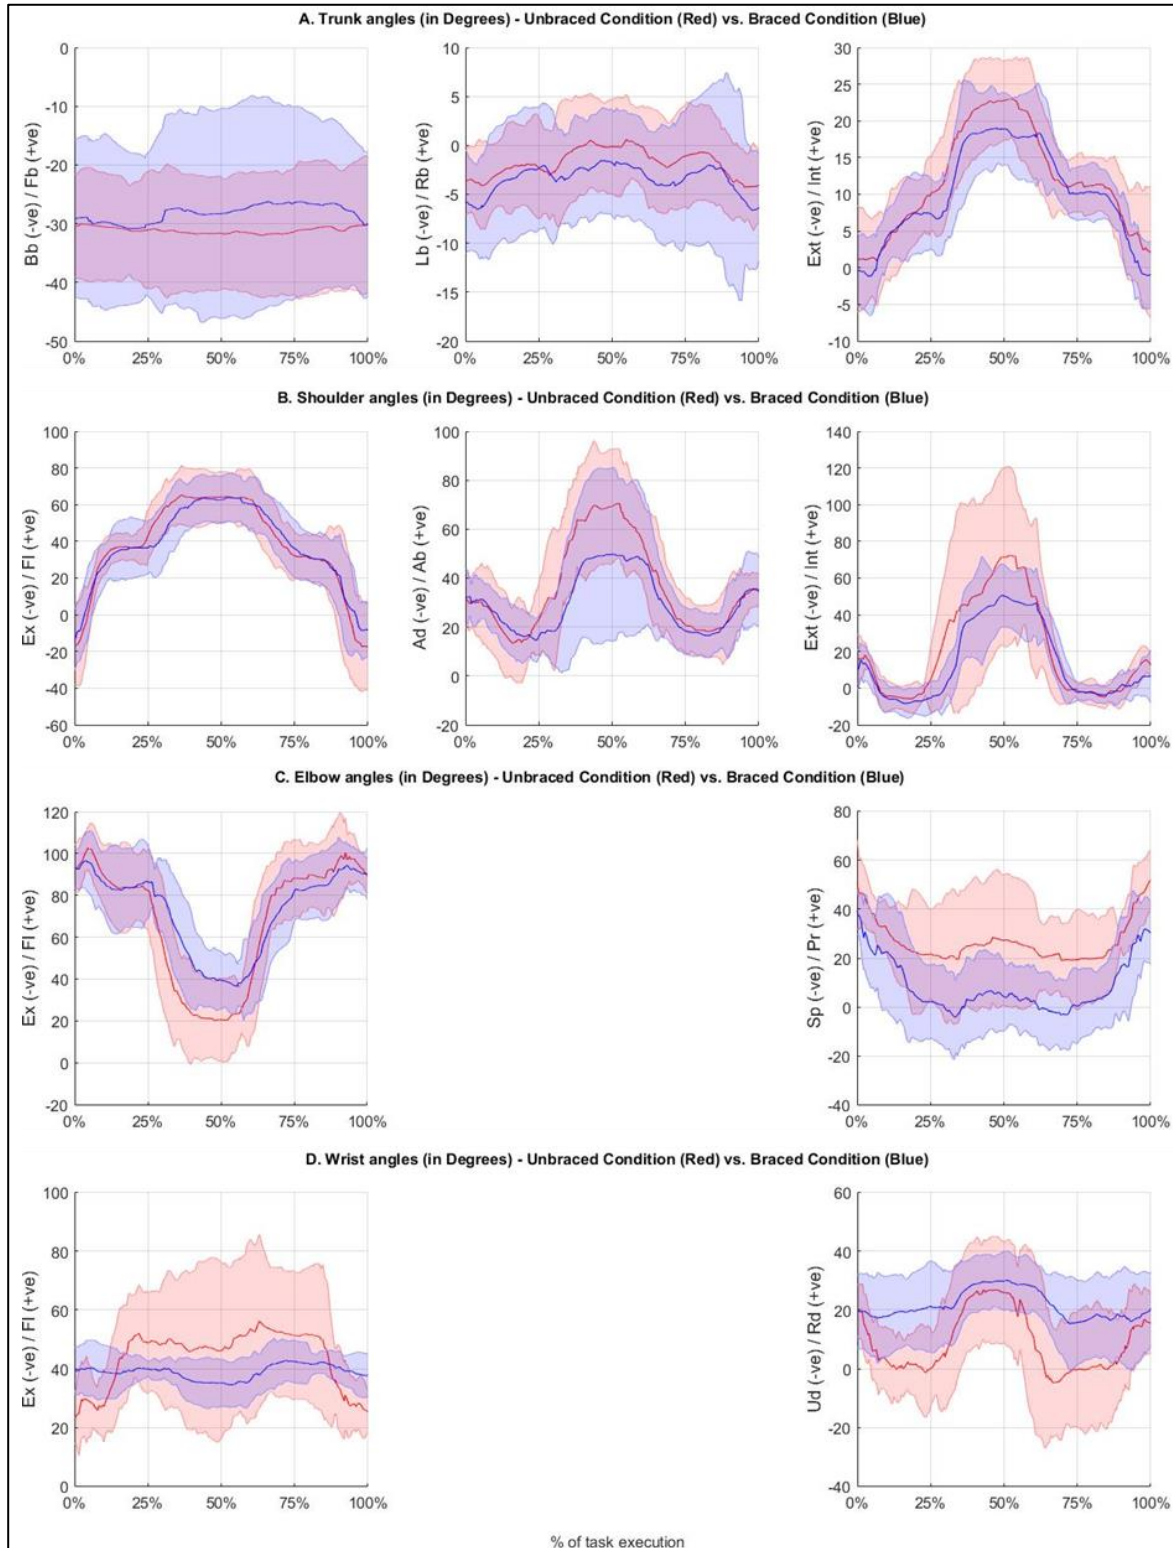 A. Trunk angles (in Degrees) - Unbraced Condition (Red) vs. Braced Condition (Blue)
Bb (-ve) / Fb (+ve)
0
-10
-20
-30
-40
-50
0% 25% 50% 75% 100%
Lb (-ve) / Rb (+ve)
10
5
0
-5
-10
-15
-20
0% 25% 50% 75% 100%
Ext (-ve) / Int (+ve)
30
25
20
15
10
5
0
-5
-10
0% 25% 50% 75% 100%
B. Shoulder angles (in Degrees) - Unbraced Condition (Red) vs. Braced Condition (Blue)
Ex (-ve) / Fl (+ve)
100
80
60
40
20
0
-20
-40
-60
0% 25% 50% 75% 100%
Ad (-ve) / Ab (+ve)
100
80
60
40
20
0
-20
0% 25% 50% 75% 100%
Ext (-ve) / Int (+ve)
140
120
100
80
60
40
20
0
-20
0% 25% 50% 75% 100%
C. Elbow angles (in Degrees) - Unbraced Condition (Red) vs. Braced Condition (Blue)
Ex (-ve) / Fl (+ve)
120
100
80
60
40
20
0
-20
0% 25% 50% 75% 100%
Sp (-ve) / Pr (+ve)
80
60
40
20
0
-20
-40
0% 25% 50% 75% 100%
D. Wrist angles (in Degrees) - Unbraced Condition (Red) vs. Braced Condition (Blue)
Ex (-ve) / Fl (+ve)
100
80
60
40
20
0
0% 25% 50% 75% 100%
Ud (-ve) / Rd (+ve)
60
40
20
0
-20
-40
0% 25% 50% 75% 100%
% of task execution